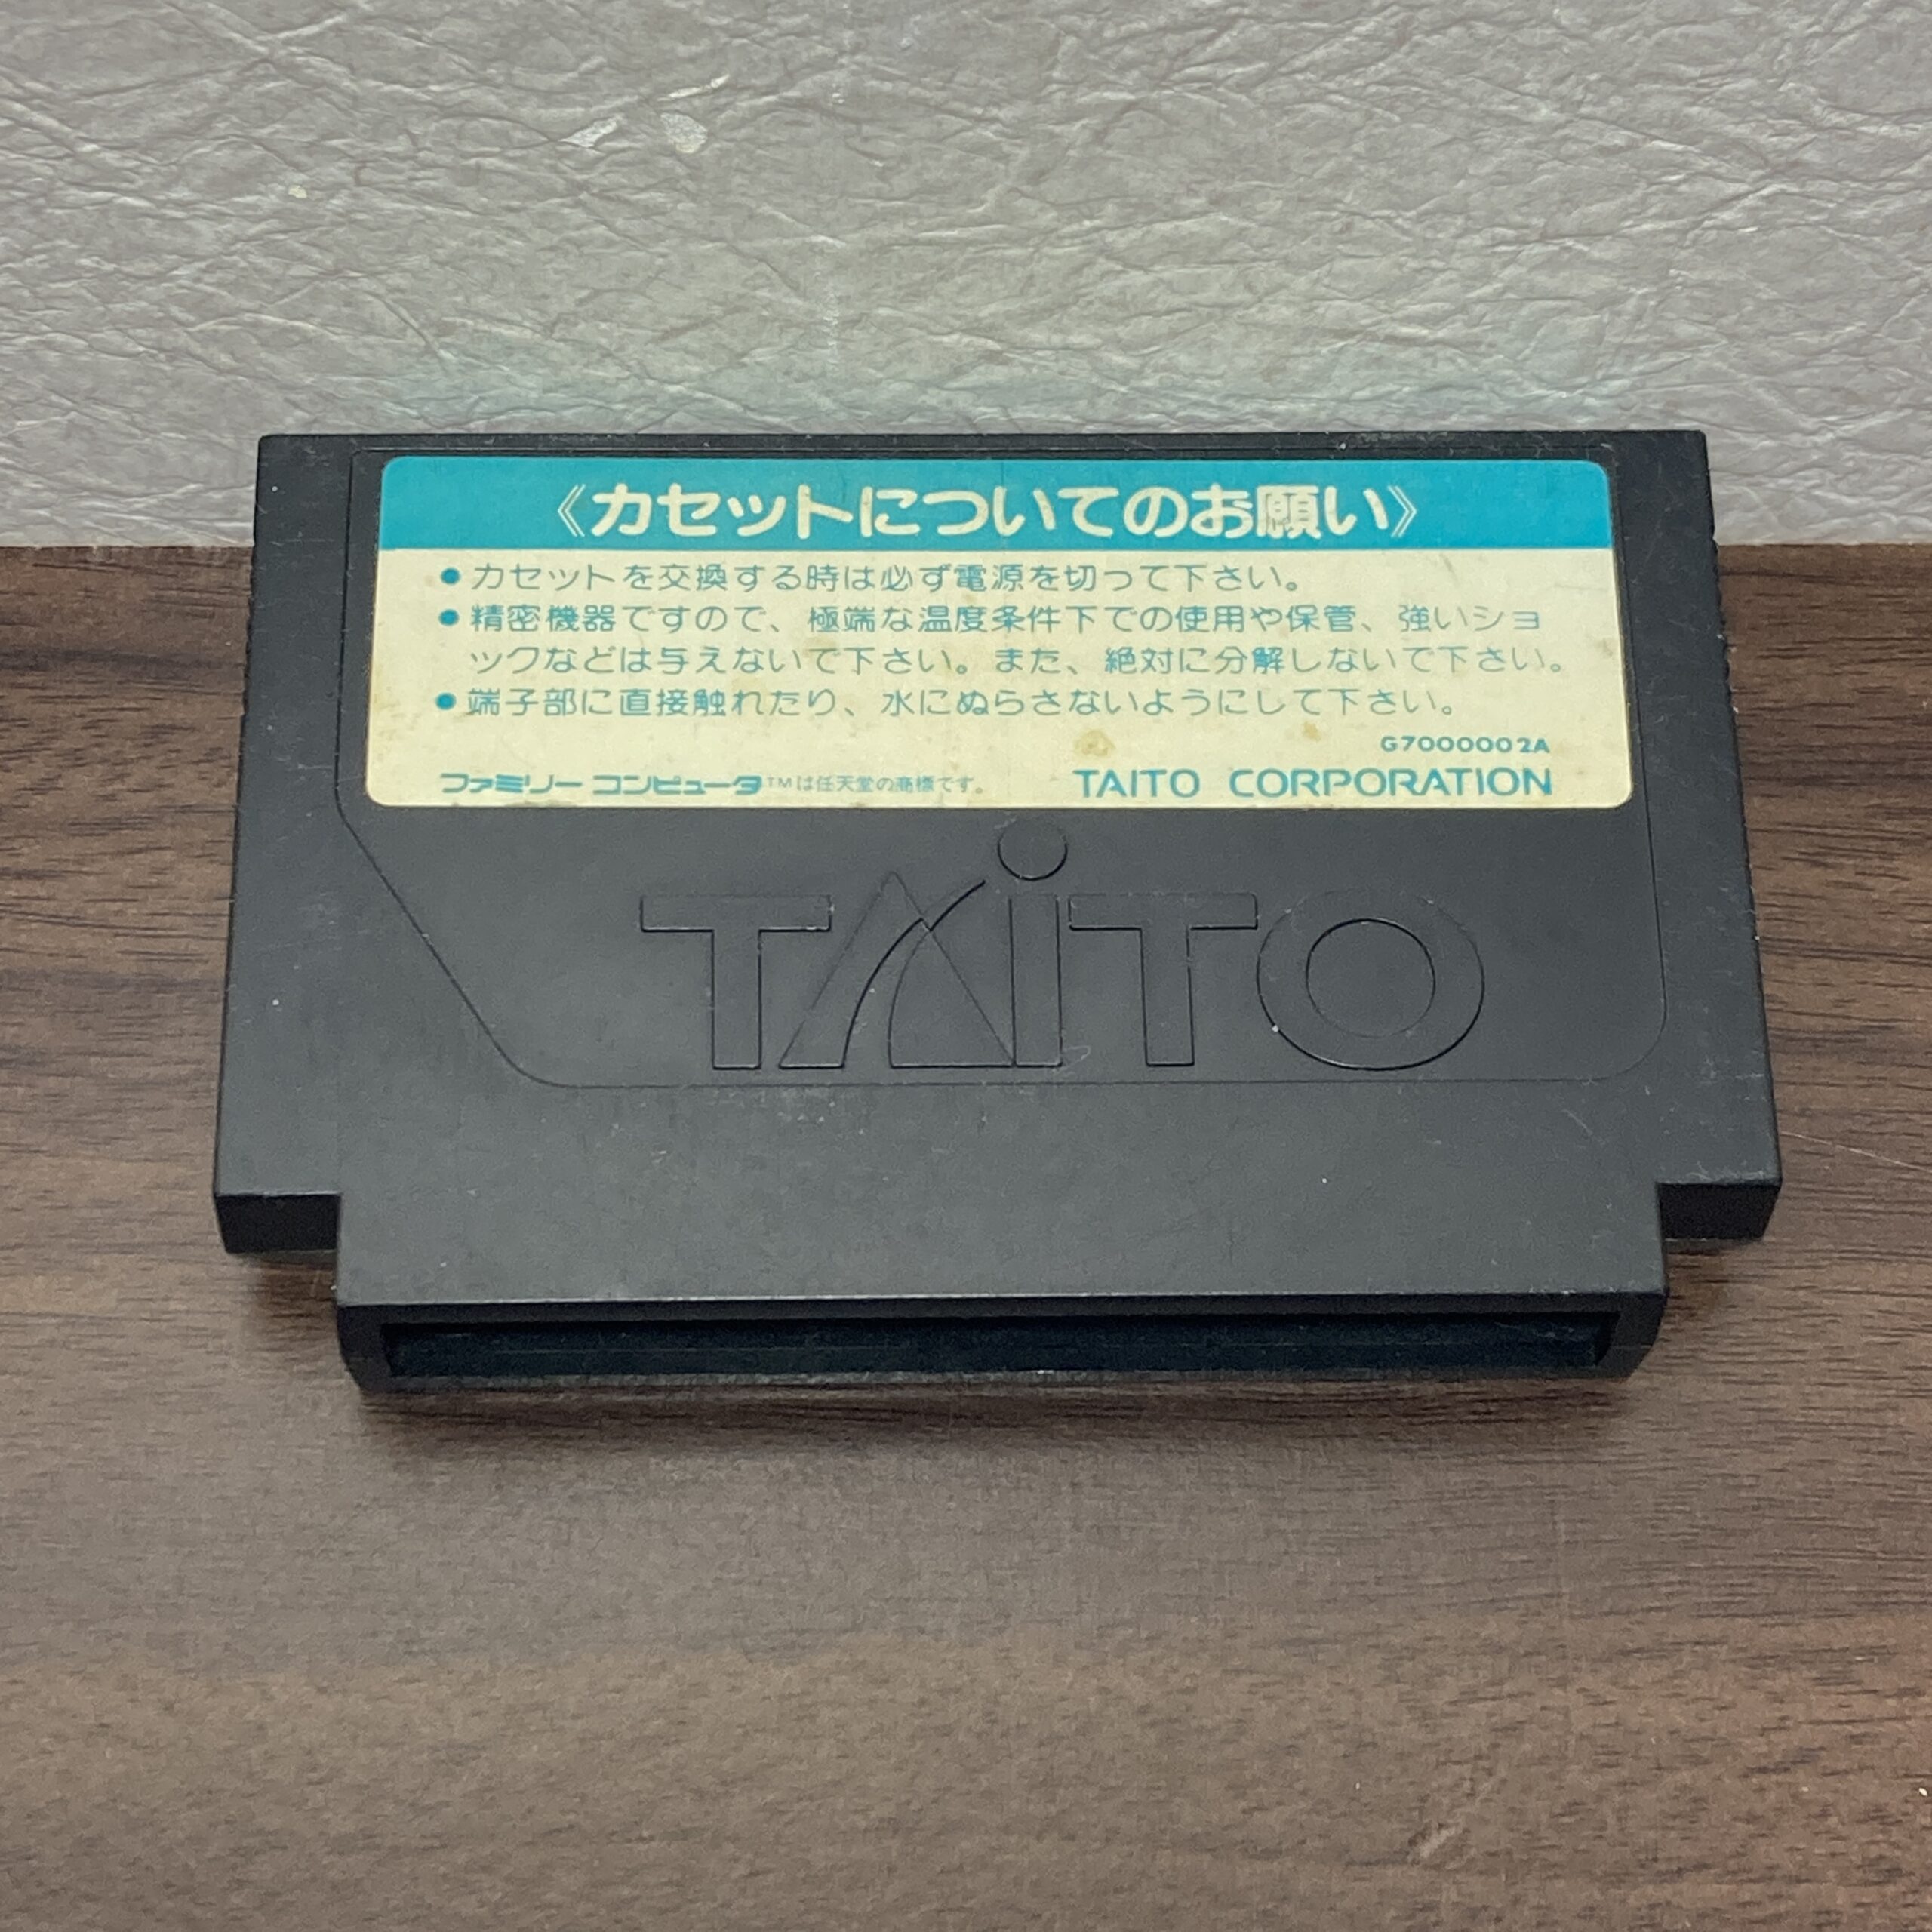 《カセットについてのお願い》
●カセットを交換する時は必ず電源を切って下さい。
●精密機器ですので、極端な温度条件下での使用や保管、強いショ
ックなどは与えないで下さい。また、絶対に分解しないで下さい。
●端子部に直接触れたり、水にぬらさないようにして下さい。
G7000002A
ファミリーコンピュータ™は任天堂の商標です。 TAITO CORPORATION
TAiTO